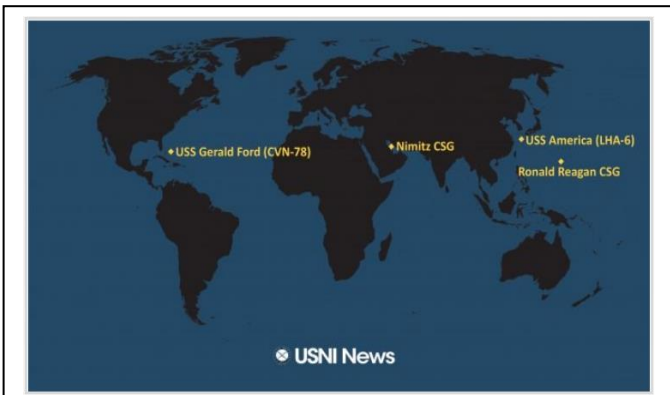 USS Gerald Ford (CVN-78)
Nimitz CSG
USS America (LHA-6)
Ronald Reagan CSG
USNI News